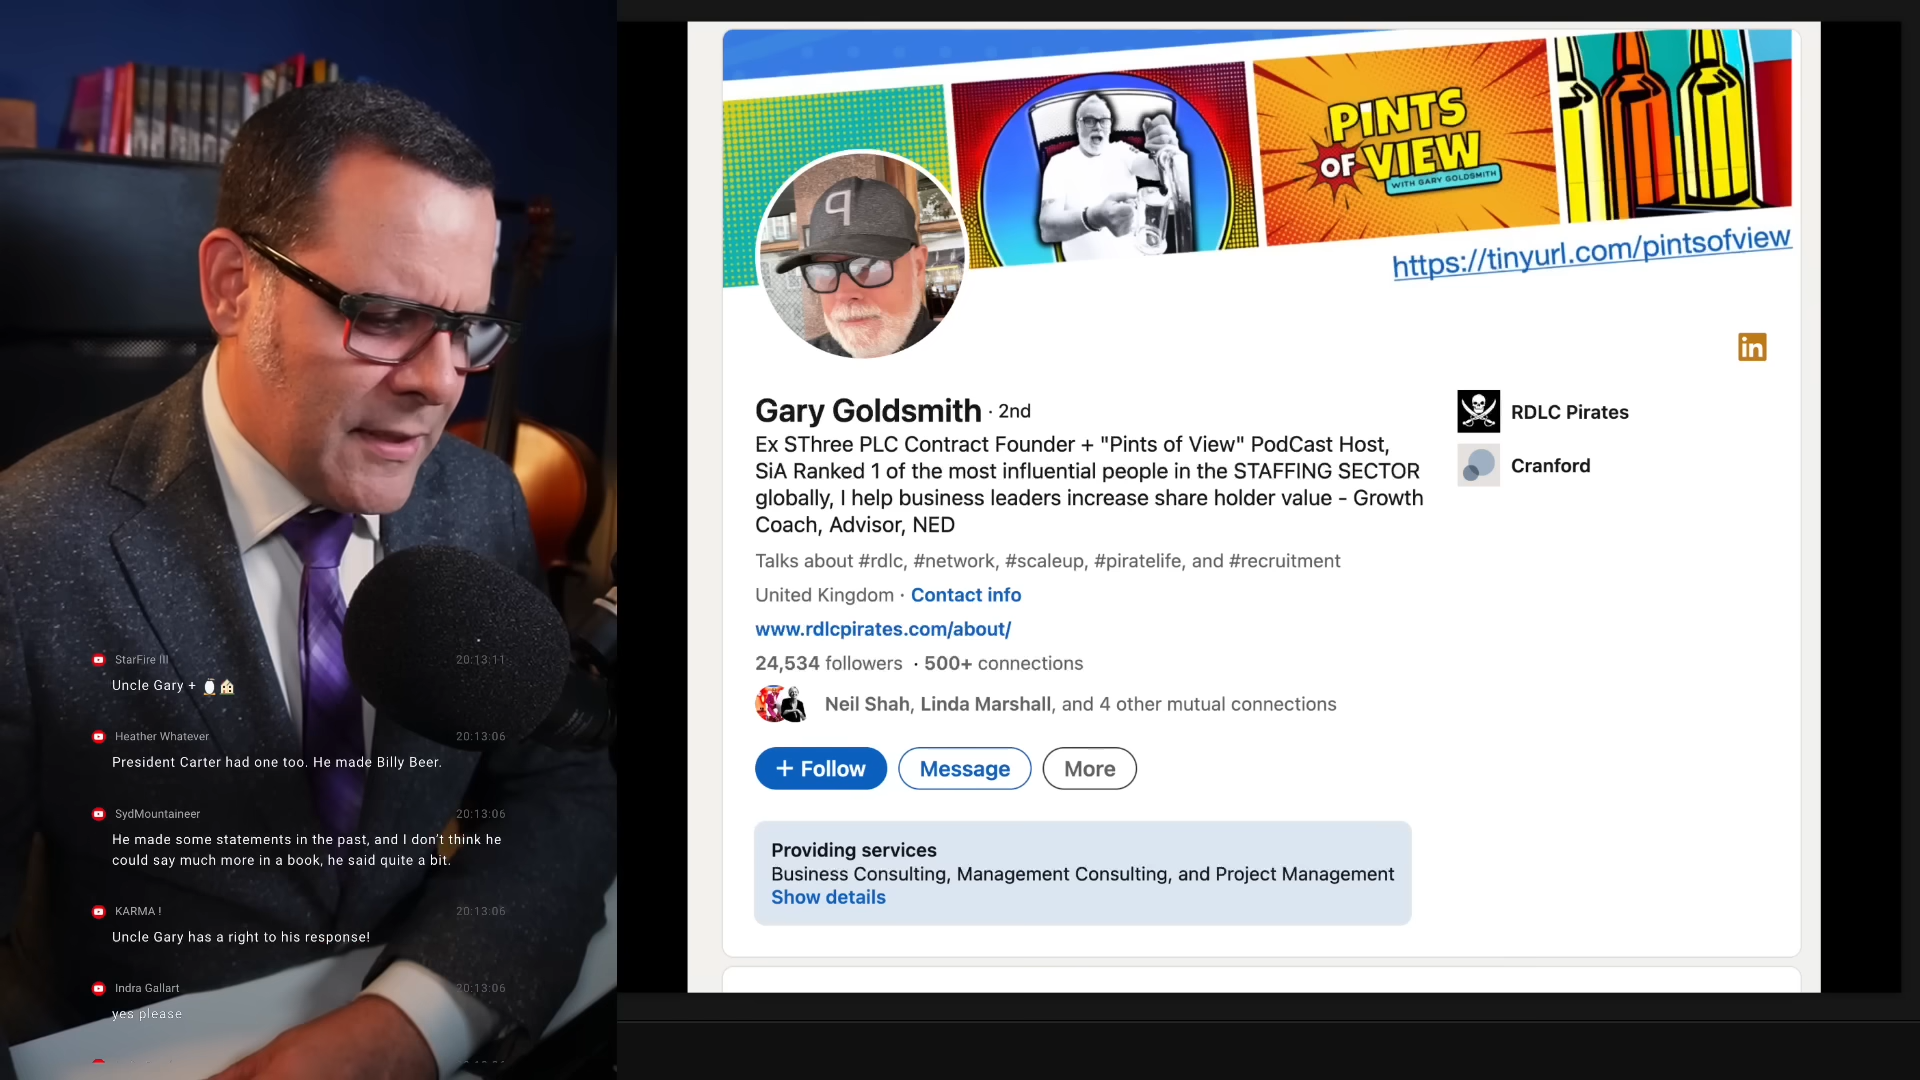 StarFire III 20:13:11
Uncle Gary +
Heather Whatever 20:13:06
President Carter had one too. He made Billy Beer.
SydMountaineer 20:13:06
He made some statements in the past, and I don't think he
could say much more in a book, he said quite a bit.
KARMA ! 20:13:06
Uncle Gary has a right to his response!
Indra Gallart 20:13:06
yes please
PINTS
OF VIEW
WITH GARY GOLDSMITH
https://tinyurl.com/pintsofview
in
Gary Goldsmith · 2nd
Ex SThree PLC Contract Founder + "Pints of View" PodCast Host,
SiA Ranked 1 of the most influential people in the STAFFING SECTOR
globally, I help business leaders increase share holder value - Growth
Coach, Advisor, NED
RDLC Pirates
Cranford
Talks about #rdlc, #network, #scaleup, #piratelife, and #recruitment
United Kingdom · Contact info
www.rdlcpirates.com/about/
24,534 followers · 500+ connections
Neil Shah, Linda Marshall, and 4 other mutual connections
+ Follow
Message
More
Providing services
Business Consulting, Management Consulting, and Project Management
Show details